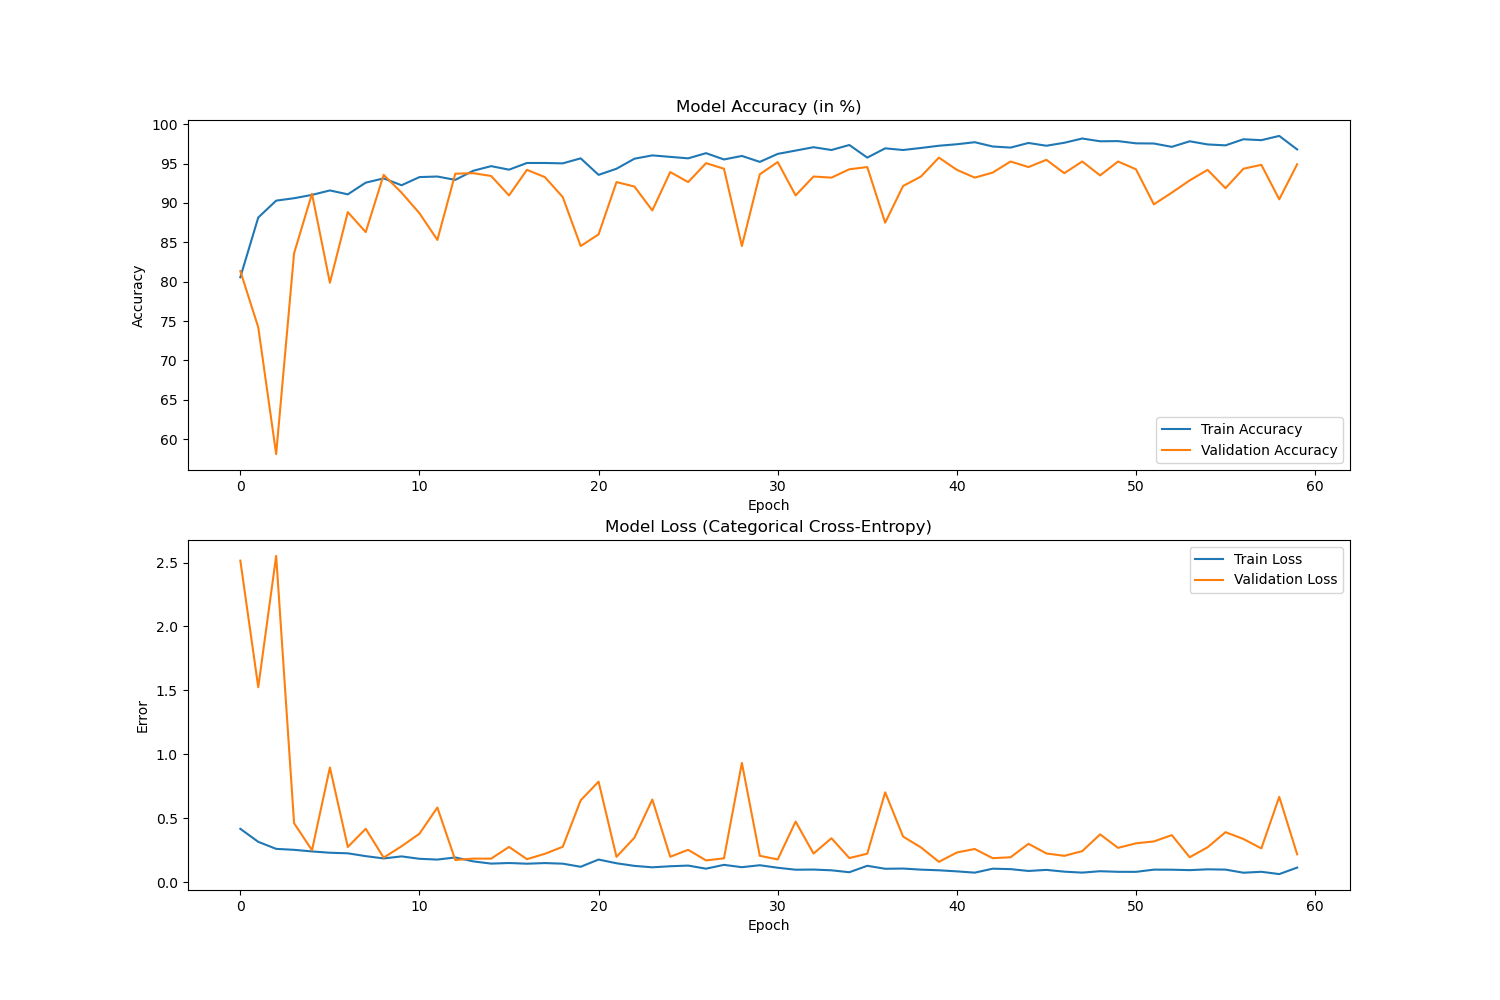 Model Accuracy (in %)
100
95
90
85
80
75
70
65
60
Accuracy
Train Accuracy
Validation Accuracy
0 10 20 30 40 50 60
Epoch
Model Loss (Categorical Cross-Entropy)
2.5
2.0
1.5
1.0
0.5
0.0
Error
Train Loss
Validation Loss
0 10 20 30 40 50 60
Epoch